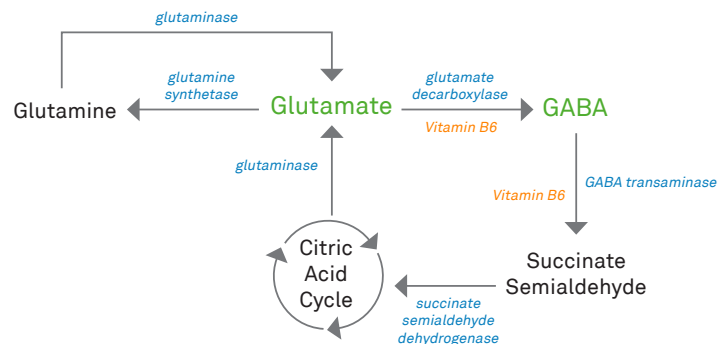 glutaminase
glutamine
synthetase
Glutamine
Glutamate
glutamate
decarboxylase
Vitamin B6
GABA
glutaminase
Vitamin B6
GABA transaminase
Citric
Acid
Cycle
Succinate
Semialdehyde
succinate
semialdehyde
dehydrogenase